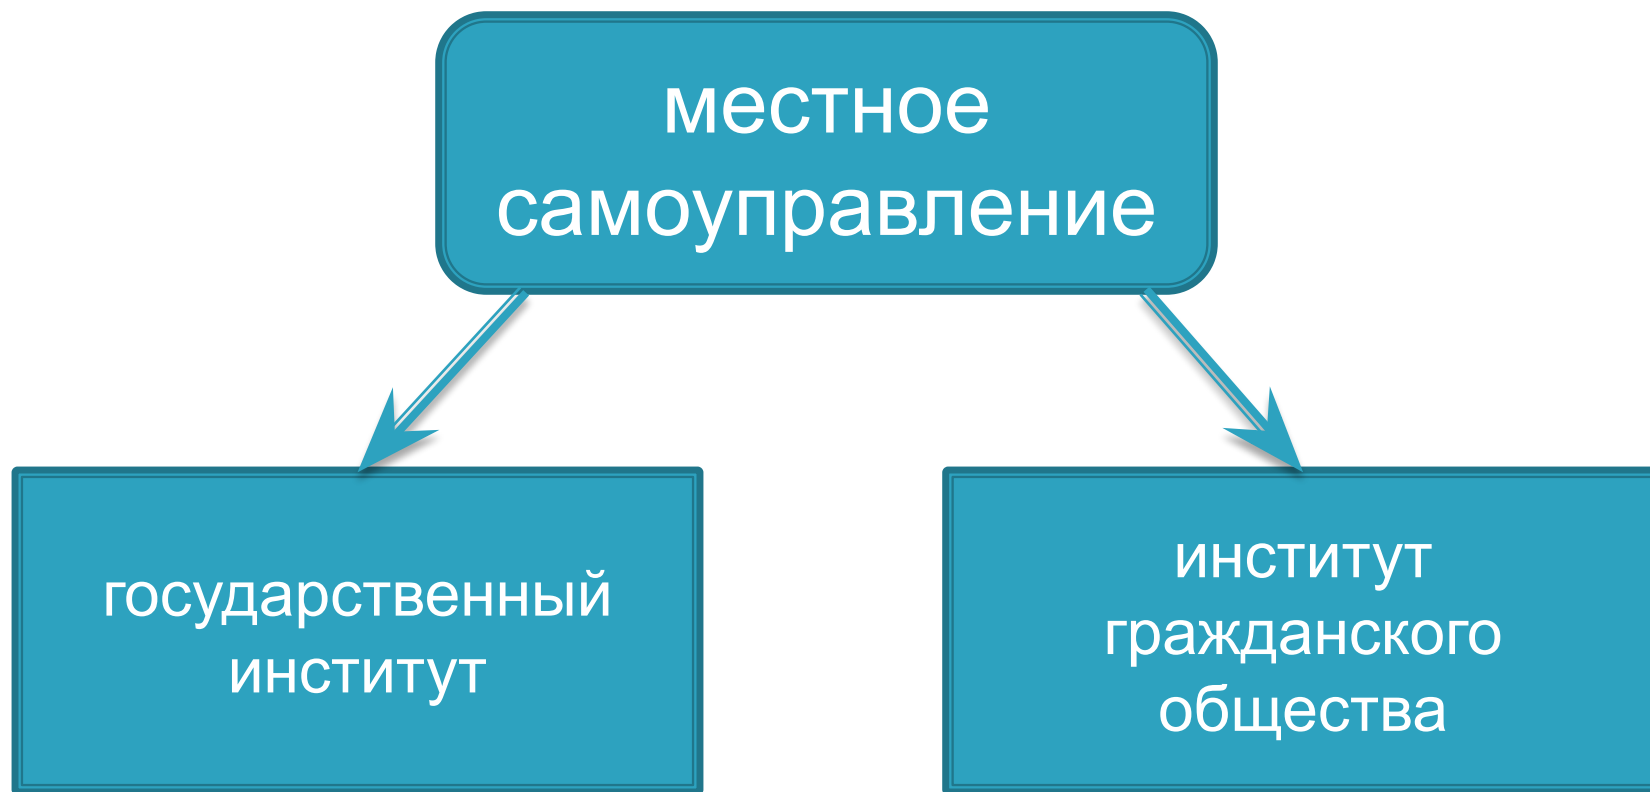 местное
самоуправление
государственный
институт
институт
гражданского
общества